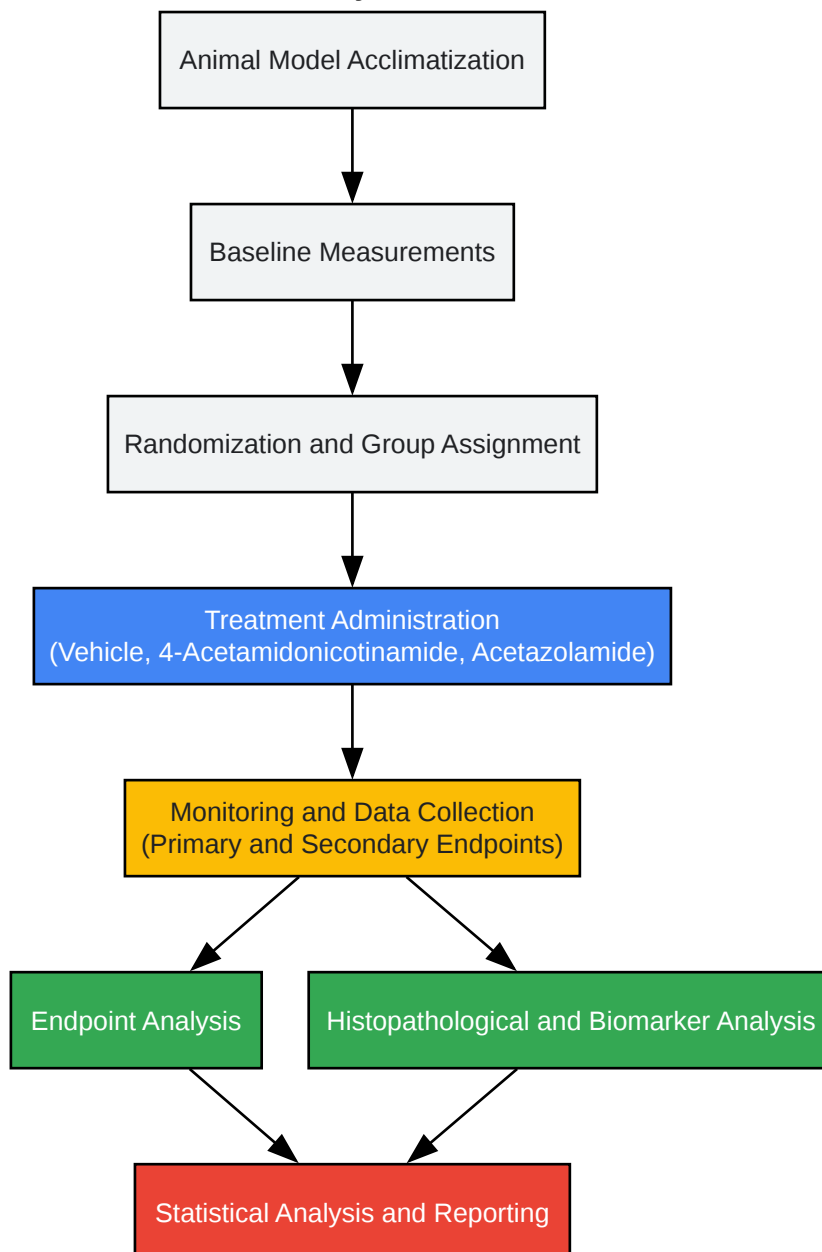 Animal Model Acclimatization
Baseline Measurements
Randomization and Group Assignment
Treatment Administration
(Vehicle, 4-Acetamidonicotinamide, Acetazolamide)
Monitoring and Data Collection
(Primary and Secondary Endpoints)
Endpoint Analysis
Histopathological and Biomarker Analysis
Statistical Analysis and Reporting